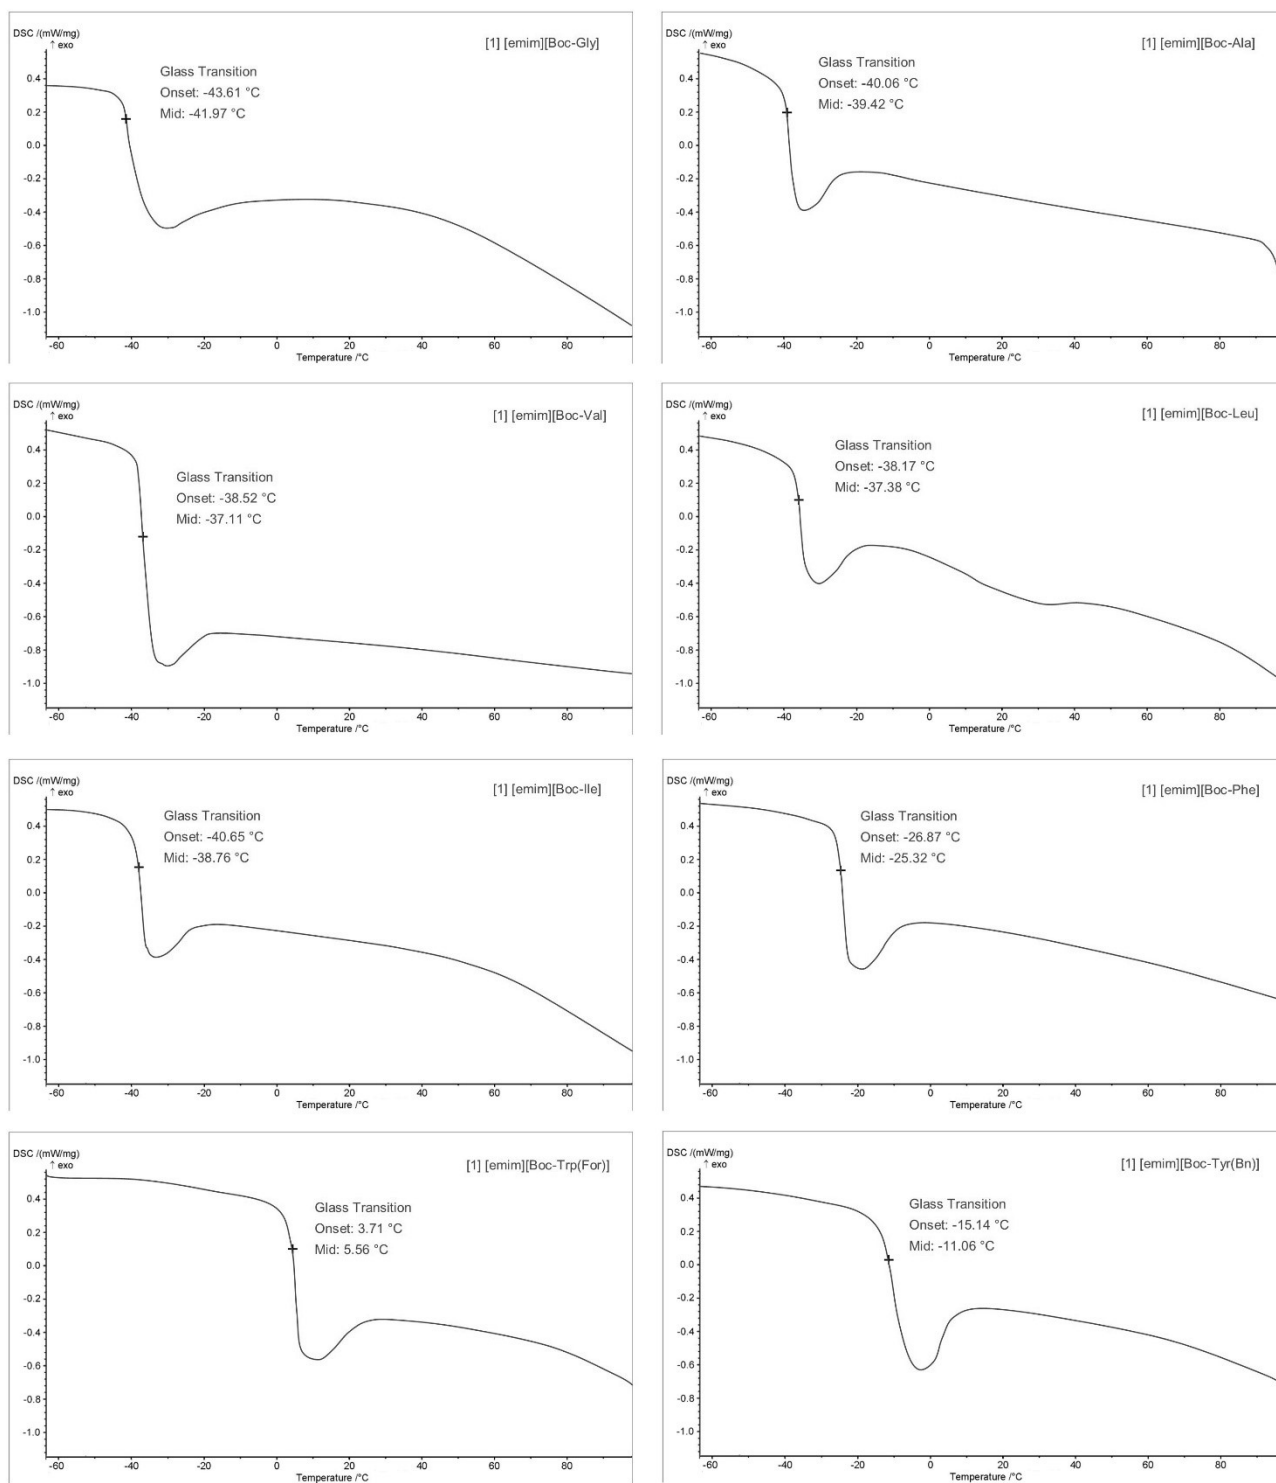 DSC /(mW/mg)
↑ exo
[1] [emim][Boc-Gly]
Glass Transition
Onset: -43.61 °C
Mid: -41.97 °C
0.4
0.2
0.0
-0.2
-0.4
-0.6
-0.8
-1.0
-60 -40 -20 0 20 40 60 80
Temperature /°C
DSC /(mW/mg)
↑ exo
[1] [emim][Boc-Ala]
Glass Transition
Onset: -40.06 °C
Mid: -39.42 °C
0.4
0.2
0.0
-0.2
-0.4
-0.6
-0.8
-1.0
-60 -40 -20 0 20 40 60 80
Temperature /°C
DSC /(mW/mg)
↑ exo
[1] [emim][Boc-Val]
Glass Transition
Onset: -38.52 °C
Mid: -37.11 °C
0.4
0.2
0.0
-0.2
-0.4
-0.6
-0.8
-1.0
-60 -40 -20 0 20 40 60 80
Temperature /°C
DSC /(mW/mg)
↑ exo
[1] [emim][Boc-Leu]
Glass Transition
Onset: -38.17 °C
Mid: -37.38 °C
0.4
0.2
0.0
-0.2
-0.4
-0.6
-0.8
-1.0
-60 -40 -20 0 20 40 60 80
Temperature /°C
DSC /(mW/mg)
↑ exo
[1] [emim][Boc-Ile]
Glass Transition
Onset: -40.65 °C
Mid: -38.76 °C
0.4
0.2
0.0
-0.2
-0.4
-0.6
-0.8
-1.0
-60 -40 -20 0 20 40 60 80
Temperature /°C
DSC /(mW/mg)
↑ exo
[1] [emim][Boc-Phe]
Glass Transition
Onset: -26.87 °C
Mid: -25.32 °C
0.4
0.2
0.0
-0.2
-0.4
-0.6
-0.8
-1.0
-60 -40 -20 0 20 40 60 80
Temperature /°C
DSC /(mW/mg)
↑ exo
[1] [emim][Boc-Trp(For)]
Glass Transition
Onset: 3.71 °C
Mid: 5.56 °C
0.4
0.2
0.0
-0.2
-0.4
-0.6
-0.8
-1.0
-60 -40 -20 0 20 40 60 80
Temperature /°C
DSC /(mW/mg)
↑ exo
[1] [emim][Boc-Tyr(Bn)]
Glass Transition
Onset: -15.14 °C
Mid: -11.06 °C
0.4
0.2
0.0
-0.2
-0.4
-0.6
-0.8
-1.0
-60 -40 -20 0 20 40 60 80
Temperature /°C